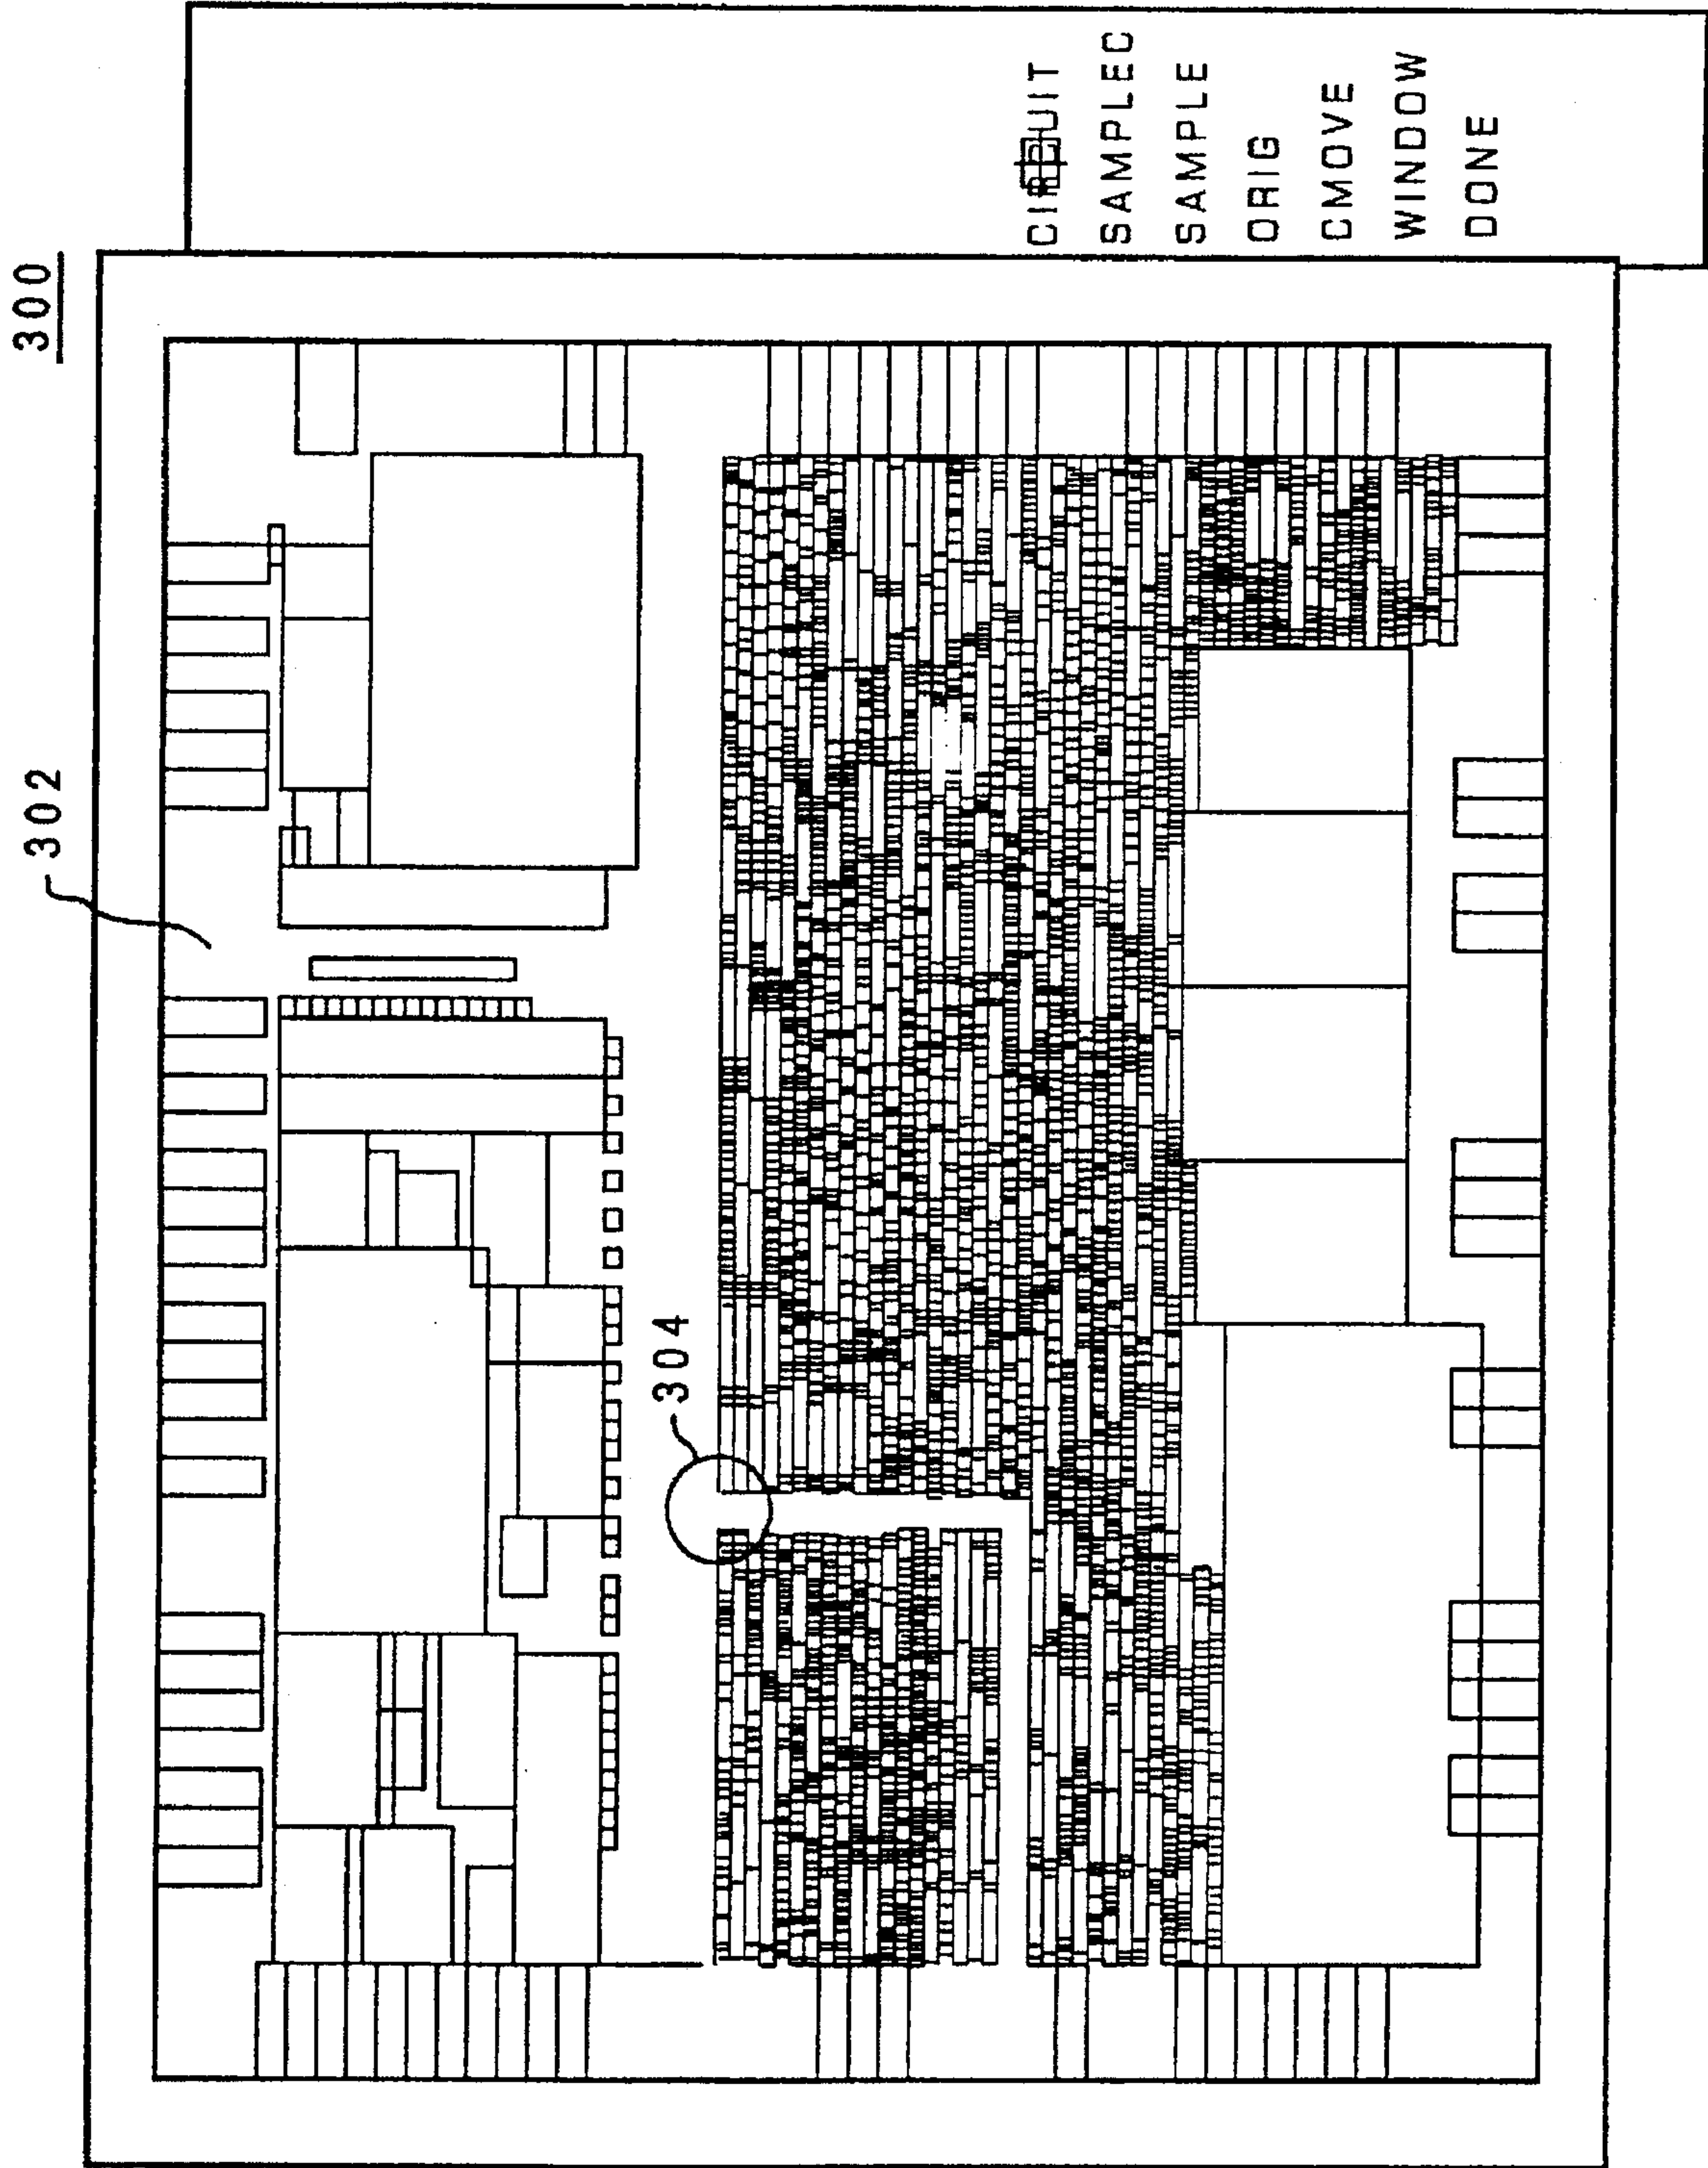 300
302
304
CIRCUIT
SAMPLEC
SAMPLE
ORIG
CMOVE
WINDOW
DONE